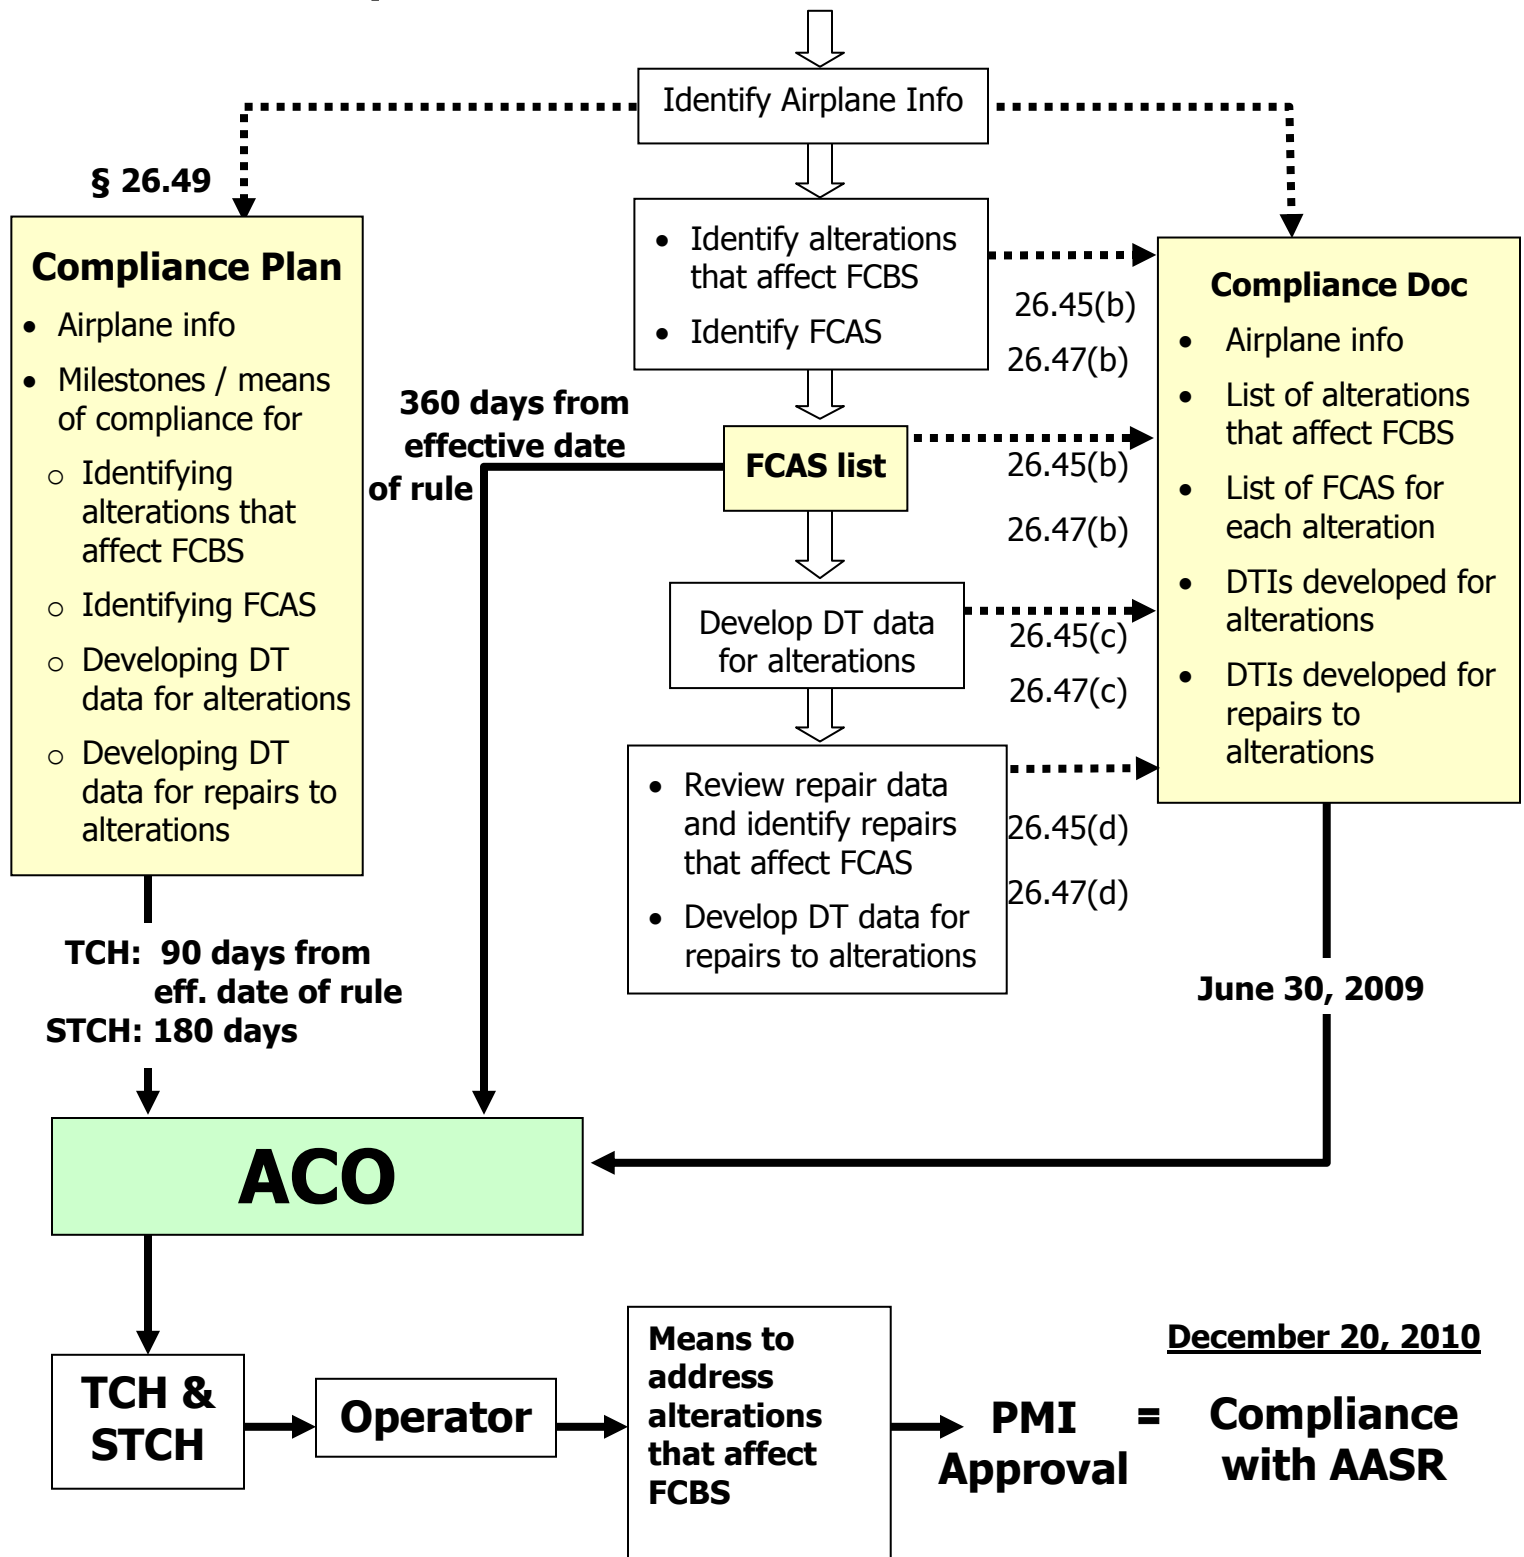 Identify Airplane Info
§ 26.49
Compliance Plan
• Airplane info
• Milestones / means
of compliance for
o Identifying
alterations that
affect FCBS
o Identifying FCAS
o Developing DT
data for alterations
o Developing DT
data for repairs to
alterations
• Identify alterations
that affect FCBS
• Identify FCAS
26.45(b)
26.47(b)
360 days from
effective date
of rule
FCAS list
26.45(b)
26.47(b)
Develop DT data
for alterations
26.45(c)
26.47(c)
• Review repair data
and identify repairs
that affect FCAS
• Develop DT data for
repairs to alterations
26.45(d)
26.47(d)
Compliance Doc
• Airplane info
• List of alterations
that affect FCBS
• List of FCAS for
each alteration
• DTIs developed for
alterations
• DTIs developed for
repairs to
alterations
TCH: 90 days from
eff. date of rule
STCH: 180 days
June 30, 2009
ACO
TCH &
STCH
Operator
Means to
address
alterations
that affect
FCBS
PMI
Approval
=
December 20, 2010
Compliance
with AASR